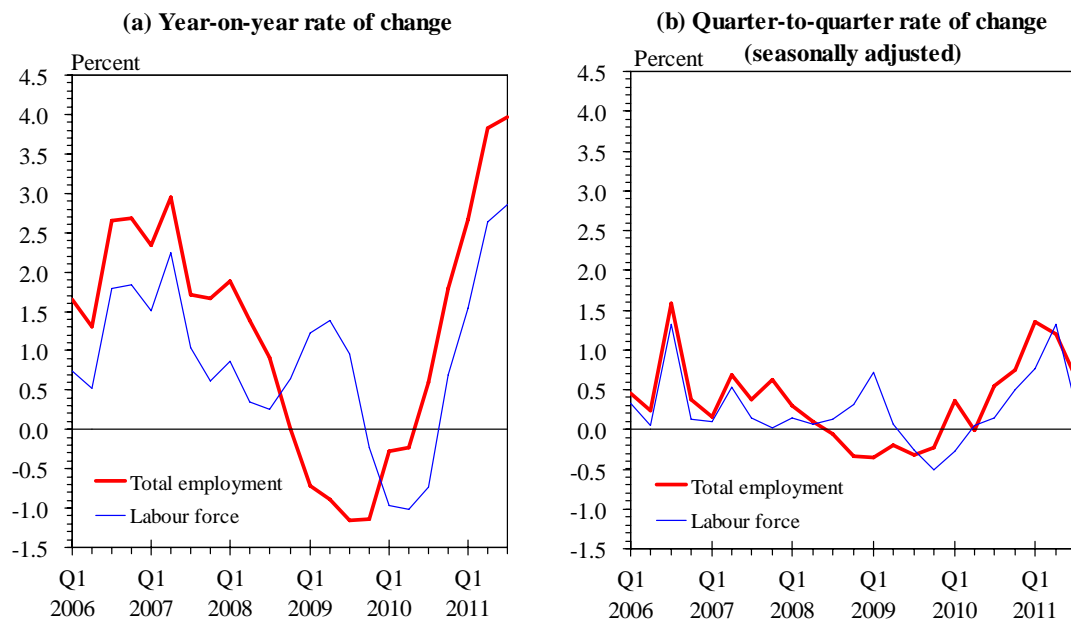 (a) Year-on-year rate of change
Percent
4.5
4.0
3.5
3.0
2.5
2.0
1.5
1.0
0.5
0.0
-0.5
-1.0
-1.5
Total employment
Labour force
Q1 Q1 Q1 Q1 Q1 Q1
2006 2007 2008 2009 2010 2011
(b) Quarter-to-quarter rate of change
(seasonally adjusted)
Percent
4.5
4.0
3.5
3.0
2.5
2.0
1.5
1.0
0.5
0.0
-0.5
-1.0
-1.5
Total employment
Labour force
Q1 Q1 Q1 Q1 Q1 Q1
2006 2007 2008 2009 2010 2011